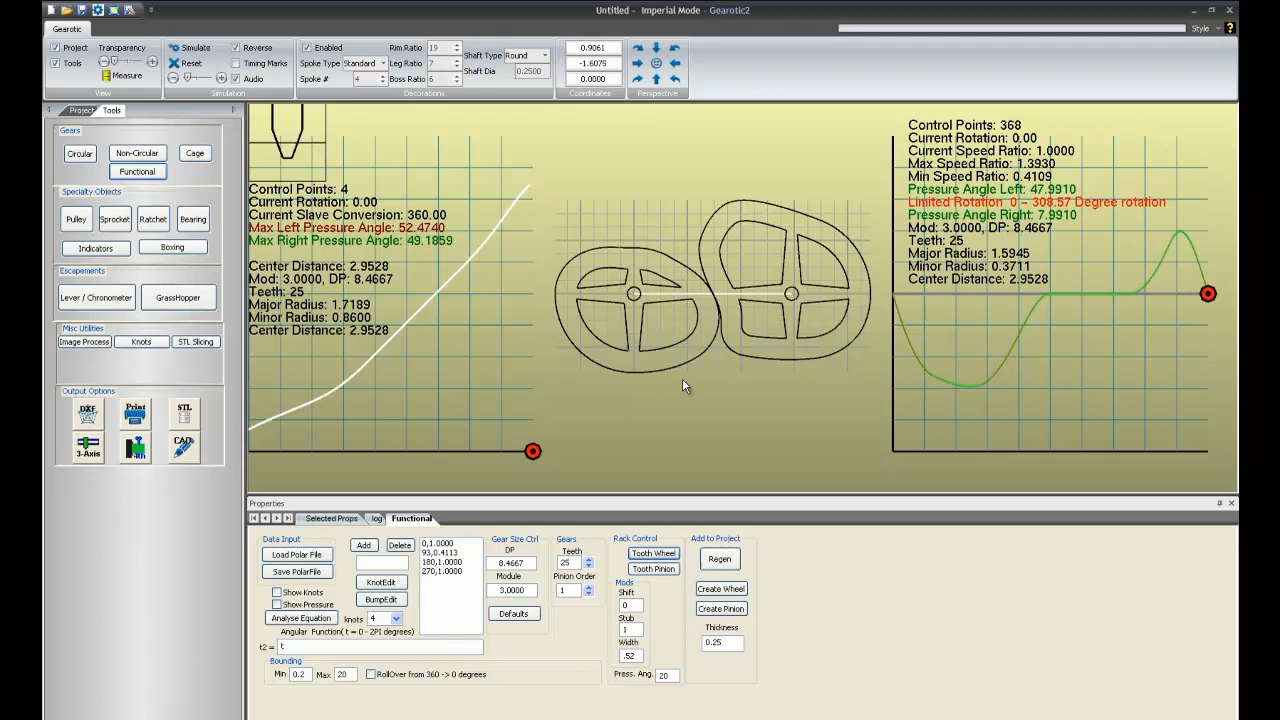 Untitled - Imperial Mode - Gearotic2
Gearotic
Style
Project
Transparency
Tools
Measure
View
Simulate
Reverse
Reset
Timing Marks
Audio
Simulation
Enabled
Rim Ratio 19
Spoke Type Standard
Leg Ratio 7
Spoke # 4
Boss Ratio 6
Shaft Type Round
Shaft Dia 0.2500
Decorations
0.9061
-1.6075
0.0000
Coordinates
Perspective
Project Tools
Gears
Circular
Non-Circular
Cage
Functional
Specialty Objects
Pulley
Sprocket
Ratchet
Bearing
Indicators
Boxing
Escapements
Lever / Chronometer
GrassHopper
Misc Utilities
Image Process
Knots
STL Slicing
Output Options
DXF
Print
STL
3-Axis
4th
CAD
Control Points: 4
Current Rotation: 0.00
Current Slave Conversion: 360.00
Max Left Pressure Angle: 52.4740
Max Right Pressure Angle: 49.1859
Center Distance: 2.9528
Mod: 3.0000, DP: 8.4667
Teeth: 25
Major Radius: 1.7189
Minor Radius: 0.8600
Center Distance: 2.9528
Control Points: 368
Current Rotation: 0.00
Current Speed Ratio: 1.0000
Max Speed Ratio: 1.3930
Min Speed Ratio: 0.4109
Pressure Angle Left: 47.9910
Limited Rotation 0 - 308.57 Degree rotation
Pressure Angle Right: 7.9910
Mod: 3.0000, DP: 8.4667
Teeth: 25
Major Radius: 1.5945
Minor Radius: 0.3711
Center Distance: 2.9528
Properties
Selected Props
log
Functional
Data Input
Load Polar File
Save PolarFile
Show Knots
Show Pressure
Analyse Equation
knots 4
Angular Function( t = 0 - 2PI degrees)
t2 = t
Bounding
Min 0.2 Max 20
RollOver from 360 -> 0 degrees
Add
Delete
KnotEdit
BumpEdit
0,1.0000
93,0.4113
180,1.0000
270,1.0000
Gear Size Ctrl
DP
8.4667
Module
3.0000
Defaults
Gears
Teeth
25
Pinion Order
1
Rack Control
Tooth Wheel
Tooth Pinion
Mods
Shift
0
Stub
1
Width
.52
Press. Ang. 20
Add to Project
Regen
Create Wheel
Create Pinion
Thickness
0.25